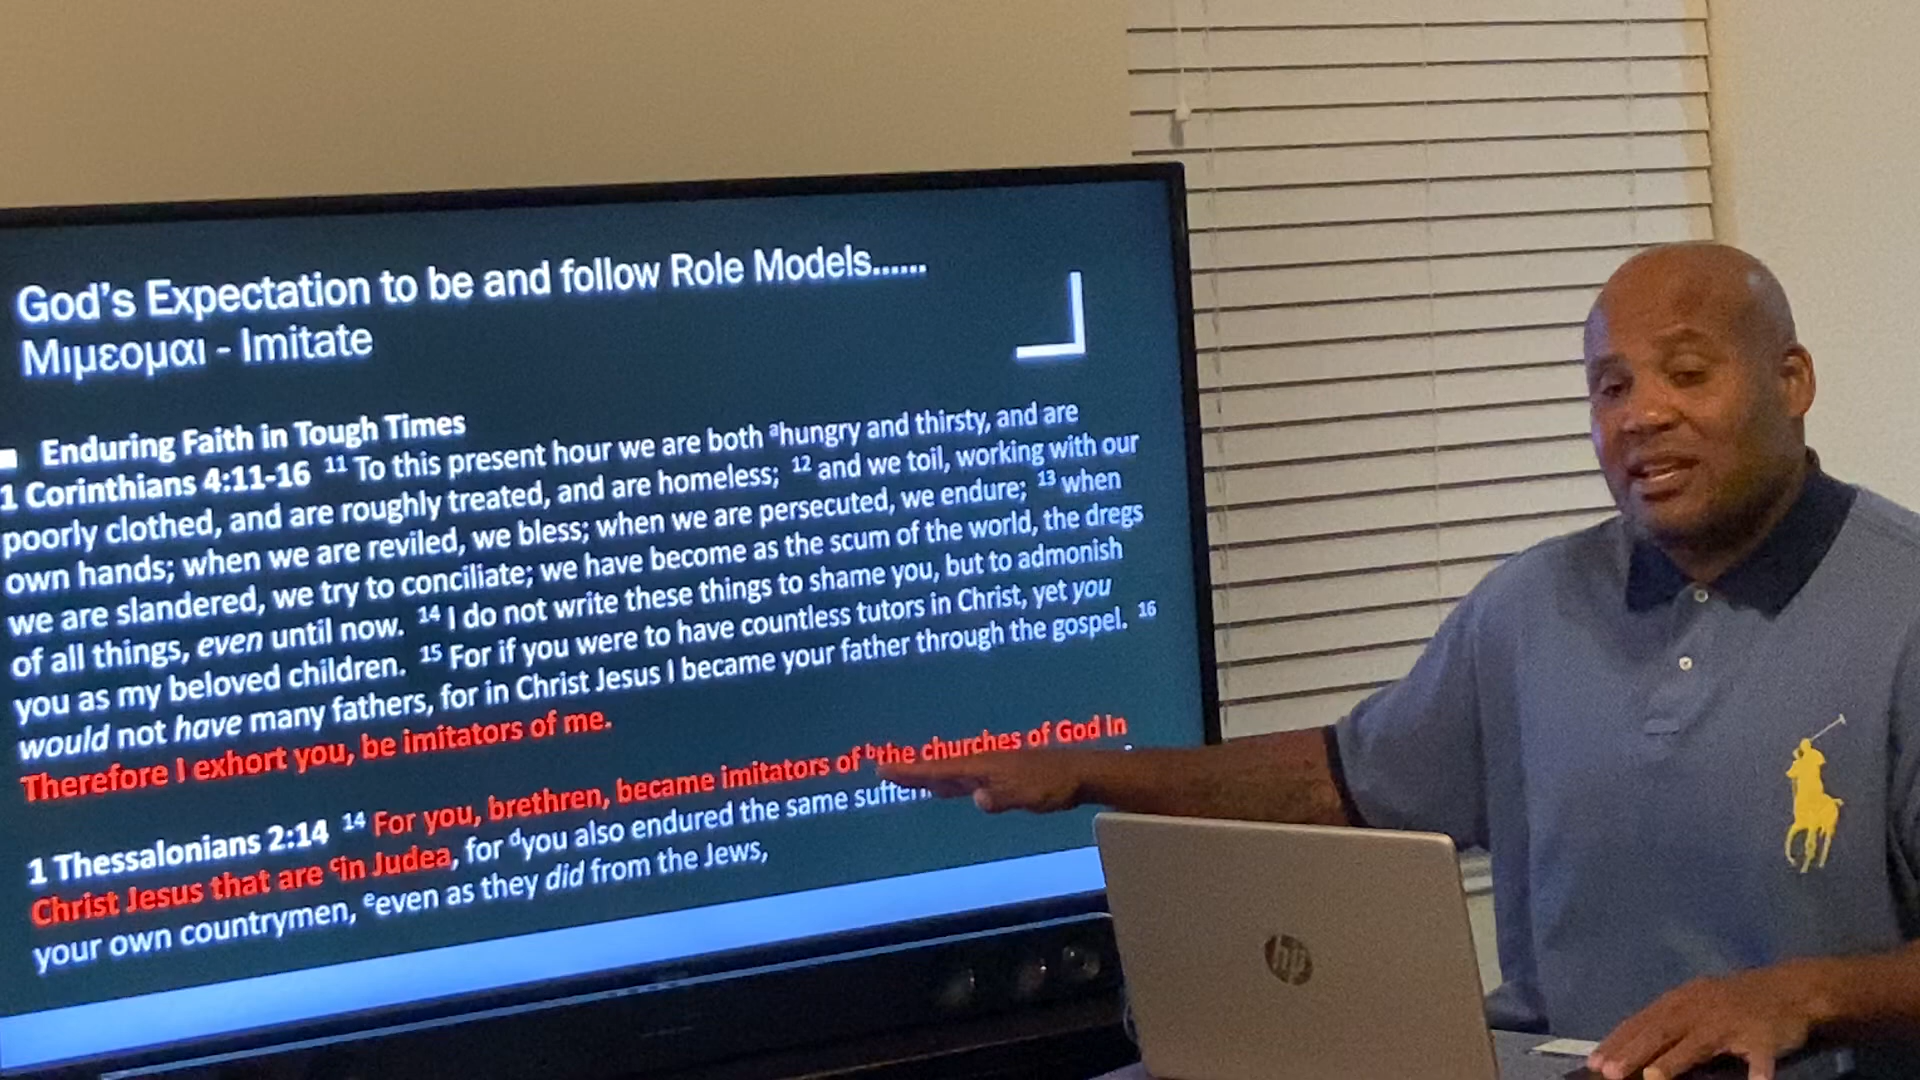 God's Expectation to be and follow Role Models......
Μιμεομαι - Imitate
Enduring Faith in Tough Times
1 Corinthians 4:11-16 11 To this present hour we are both a hungry and thirsty, and are
poorly clothed, and are roughly treated, and are homeless; 12 and we toil, working with our
own hands; when we are reviled, we bless; when we are persecuted, we endure; 13 when
we are slandered, we try to conciliate; we have become as the scum of the world, the dregs
of all things, even until now. 14 I do not write these things to shame you, but to admonish
you as my beloved children. 15 For if you were to have countless tutors in Christ, yet you
would not have many fathers, for in Christ Jesus I became your father through the gospel. 16
Therefore I exhort you, be imitators of me.
1 Thessalonians 2:14 14 For you, brethren, became imitators of b the churches of God in
Christ Jesus that are c in Judea, for d you also endured the same
your own countrymen, e even as they did from the Jews,
hp